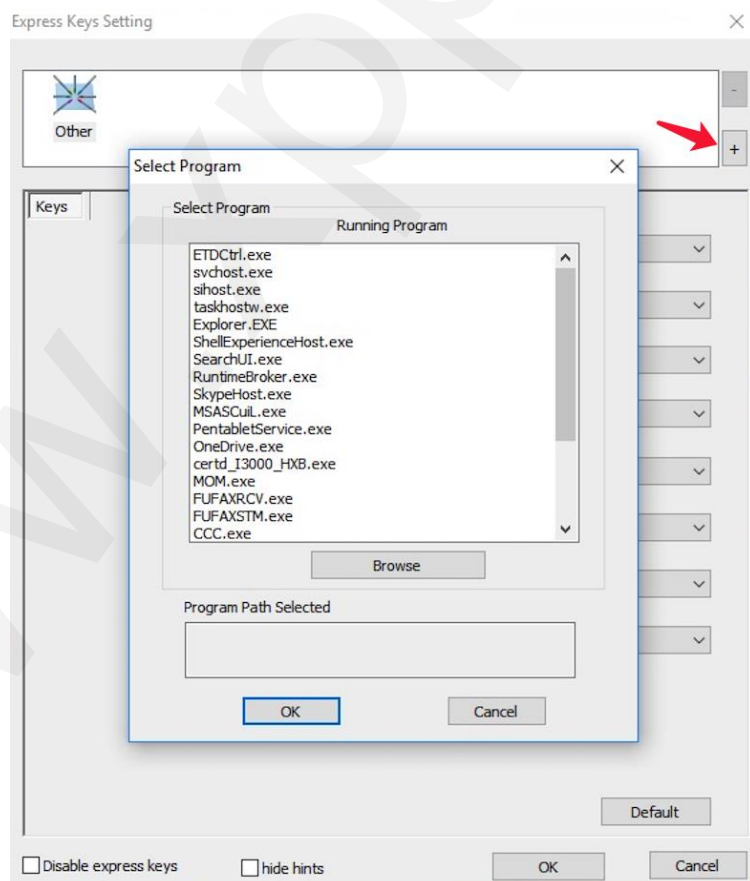 Express Keys Setting
Other
-
+
Select Program
Keys
Select Program
Running Program
ETDCtrl.exe
svchost.exe
sihost.exe
taskhostw.exe
Explorer.EXE
ShellExperienceHost.exe
SearchUI.exe
RuntimeBroker.exe
SkypeHost.exe
MSASCuiL.exe
PentabletService.exe
OneDrive.exe
certd_I3000_HXB.exe
MOM.exe
FUFAXRCV.exe
FUFAXSTM.exe
CCC.exe
Browse
Program Path Selected
OK Cancel
Default
Disable express keys hide hints OK Cancel